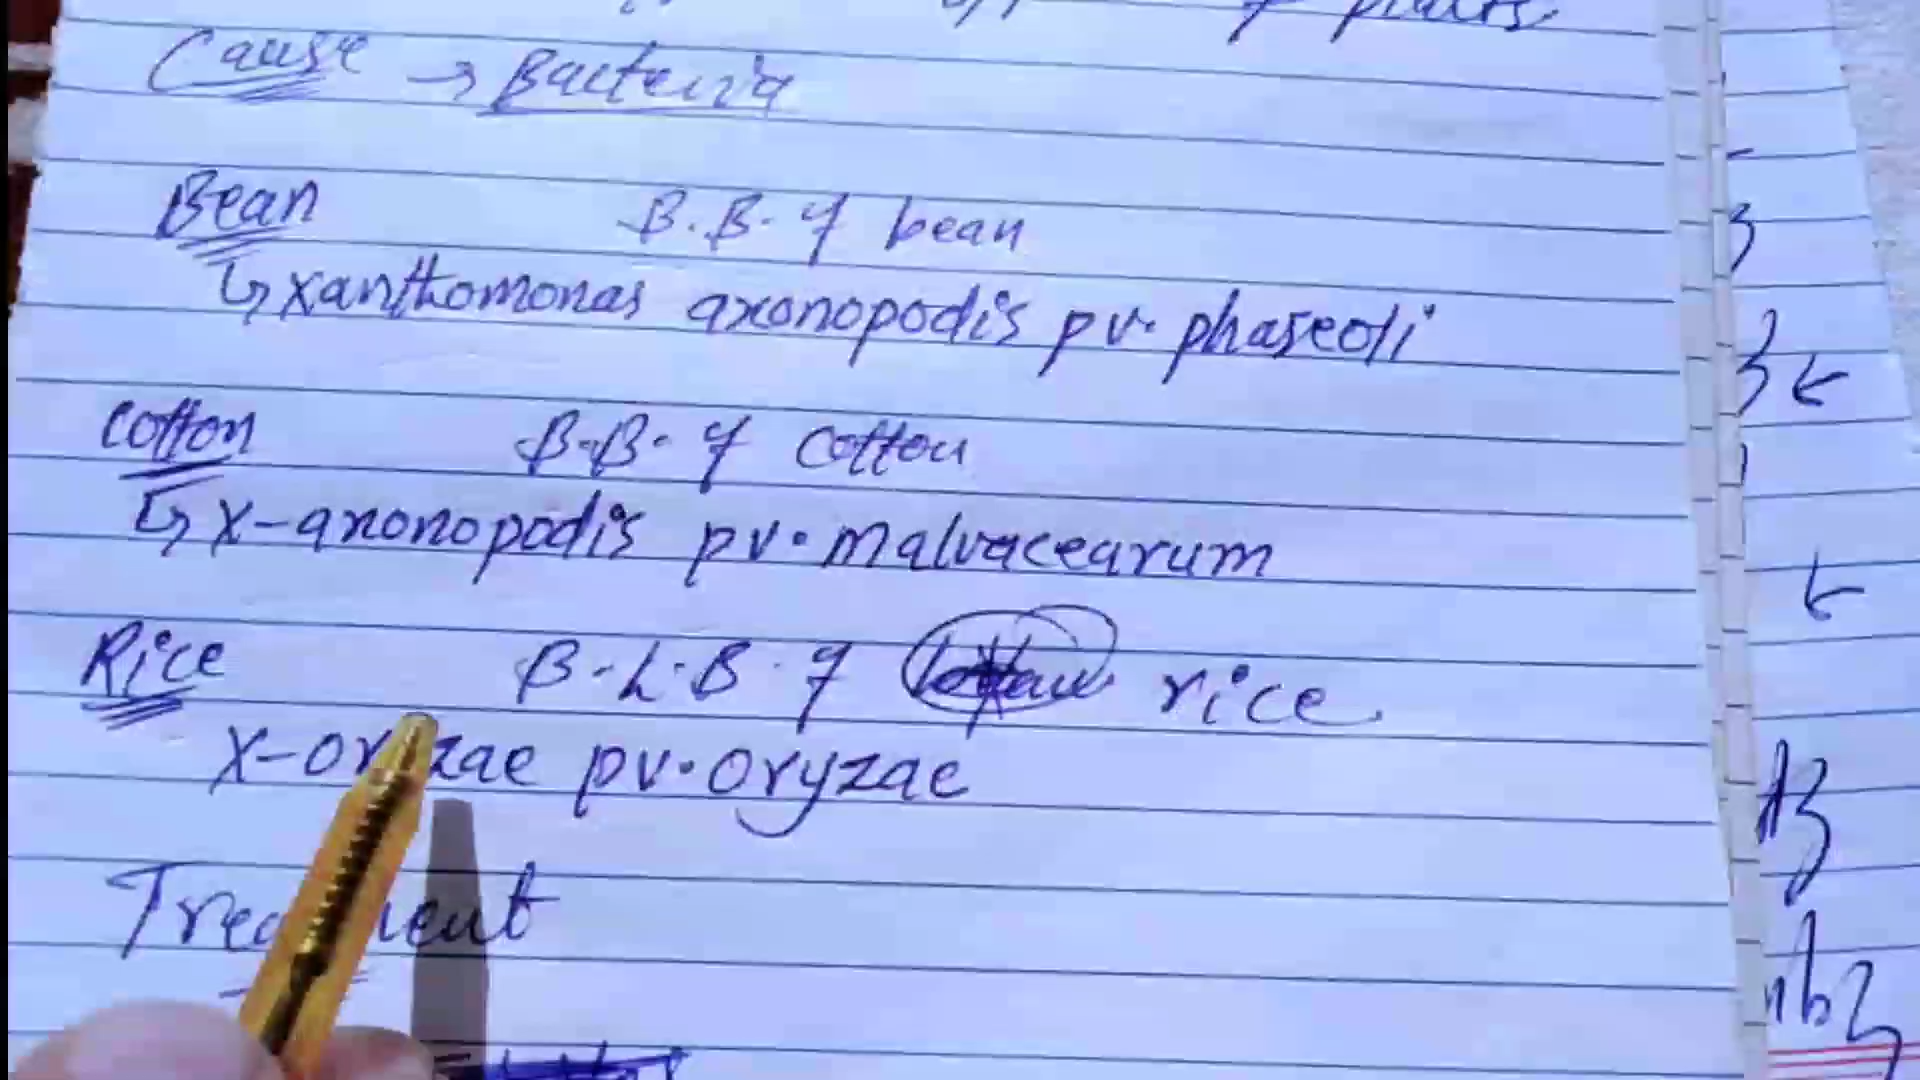 plants
Cause → Bacteria
Bean B.B. of bean
↳ xanthomonas axonopodis pv. phaseoli
Cotton B.B. of Cotton
↳ X-axonopodis pv. malvacearum
Rice B.L.B. of rice.
X-oryzae pv. oryzae
Treatment